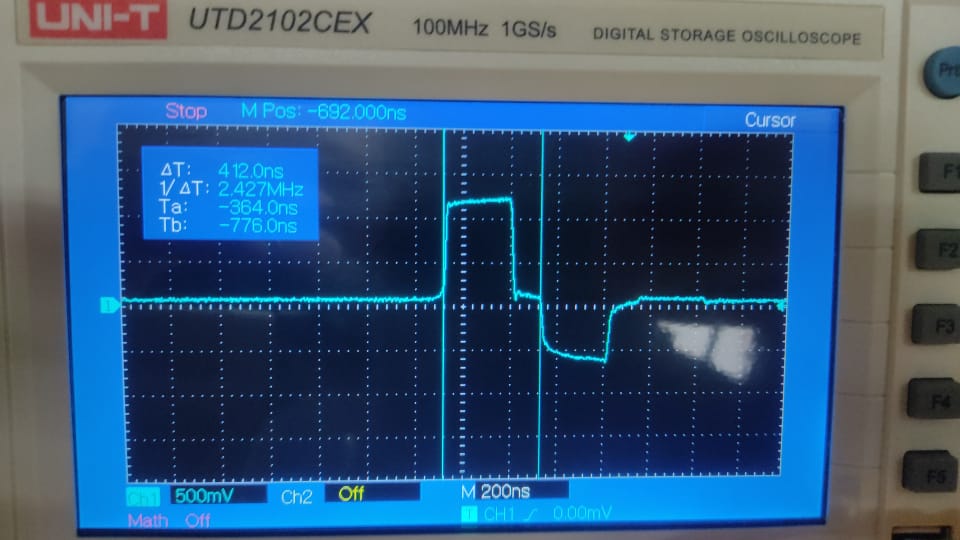 UNI-T UTD2102CEX 100MHz 1GS/s DIGITAL STORAGE OSCILLOSCOPE
Stop M Pos: -692.000ns Cursor
ΔT: 412.0ns
1/ΔT: 2.427MHz
Ta: -364.0ns
Tb: -776.0ns
1
Ch1 500mV Ch2 Off M 200ns
Math Off T CH1 0.00mV
F1
F2
F3
F4
F5